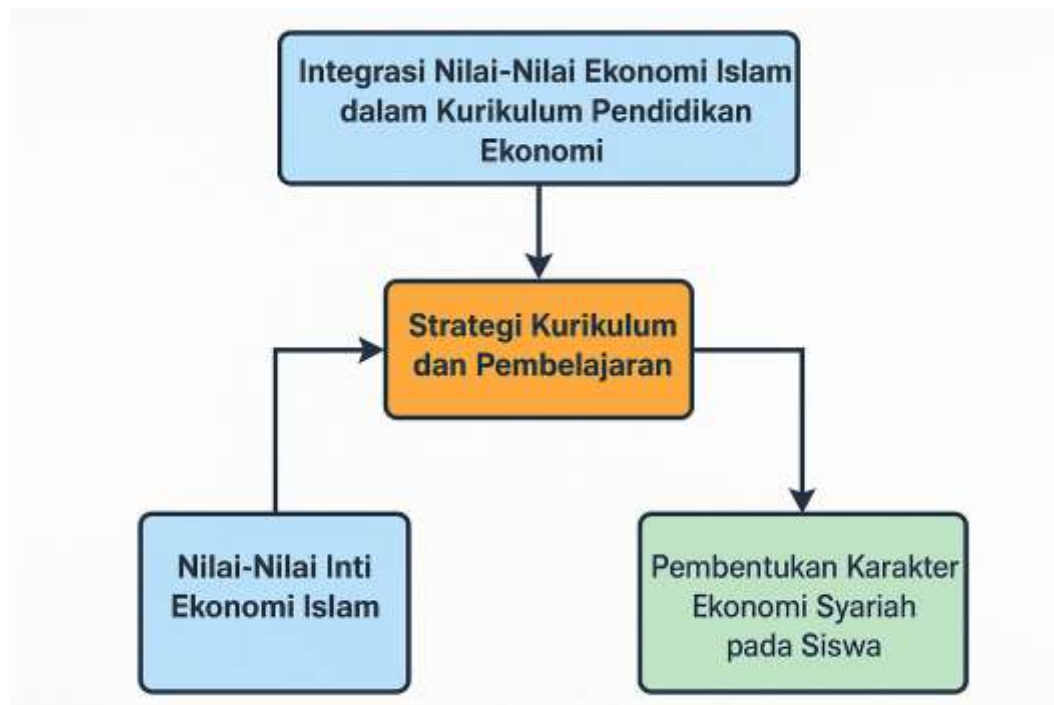 Integrasi Nilai-Nilai Ekonomi Islam
dalam Kurikulum Pendidikan
Ekonomi
Strategi Kurikulum
dan Pembelajaran
Nilai-Nilai Inti
Ekonomi Islam
Pembentukan Karakter
Ekonomi Syariah
pada Siswa